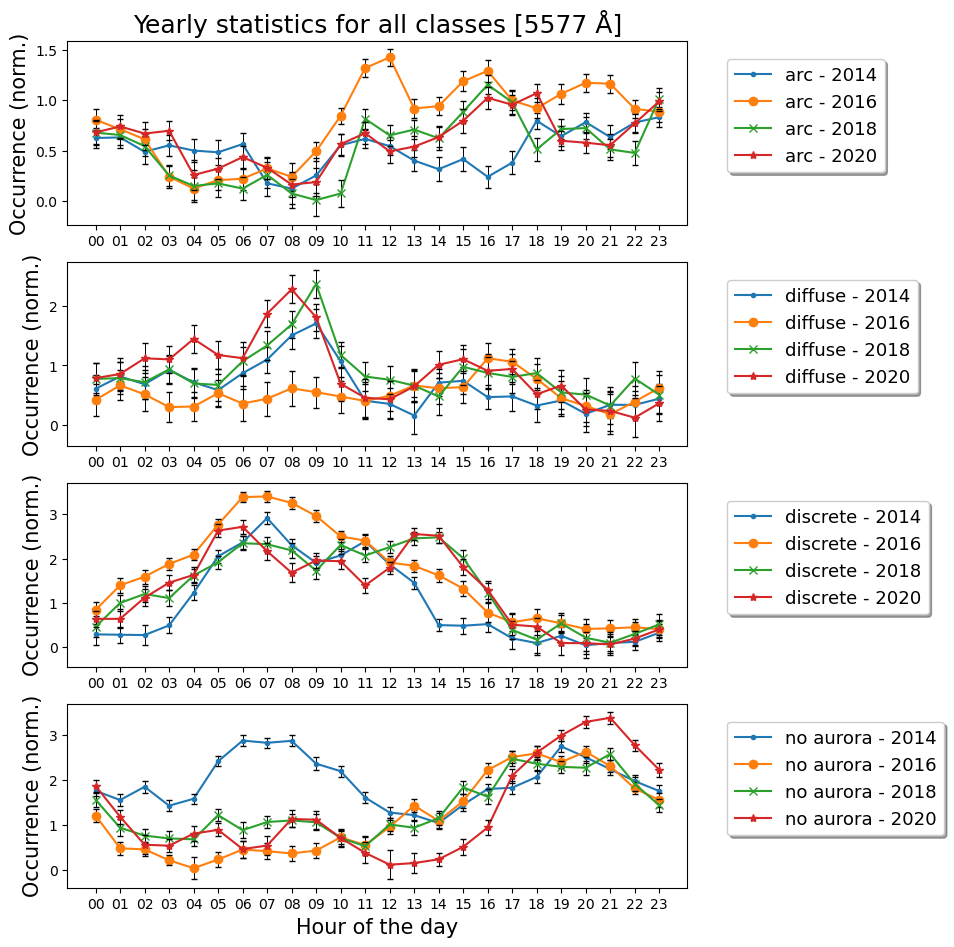 Yearly statistics for all classes [5577 Å]
Occurrence (norm.)
1.5
1.0
0.5
0.0
00 01 02 03 04 05 06 07 08 09 10 11 12 13 14 15 16 17 18 19 20 21 22 23
arc - 2014
arc - 2016
arc - 2018
arc - 2020
Occurrence (norm.)
2
1
0
00 01 02 03 04 05 06 07 08 09 10 11 12 13 14 15 16 17 18 19 20 21 22 23
diffuse - 2014
diffuse - 2016
diffuse - 2018
diffuse - 2020
Occurrence (norm.)
3
2
1
0
00 01 02 03 04 05 06 07 08 09 10 11 12 13 14 15 16 17 18 19 20 21 22 23
discrete - 2014
discrete - 2016
discrete - 2018
discrete - 2020
Occurrence (norm.)
3
2
1
0
00 01 02 03 04 05 06 07 08 09 10 11 12 13 14 15 16 17 18 19 20 21 22 23
no aurora - 2014
no aurora - 2016
no aurora - 2018
no aurora - 2020
Hour of the day